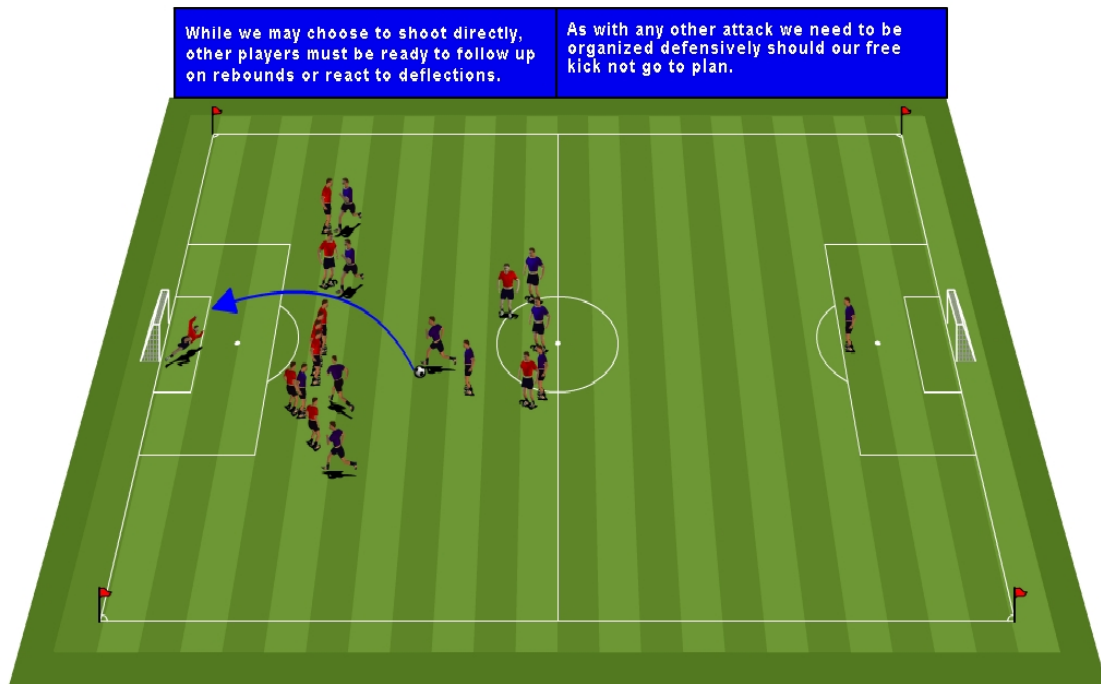 While we may choose to shoot directly,
other players must be ready to follow up
on rebounds or react to deflections.
As with any other attack we need to be
organized defensively should our free
kick not go to plan.